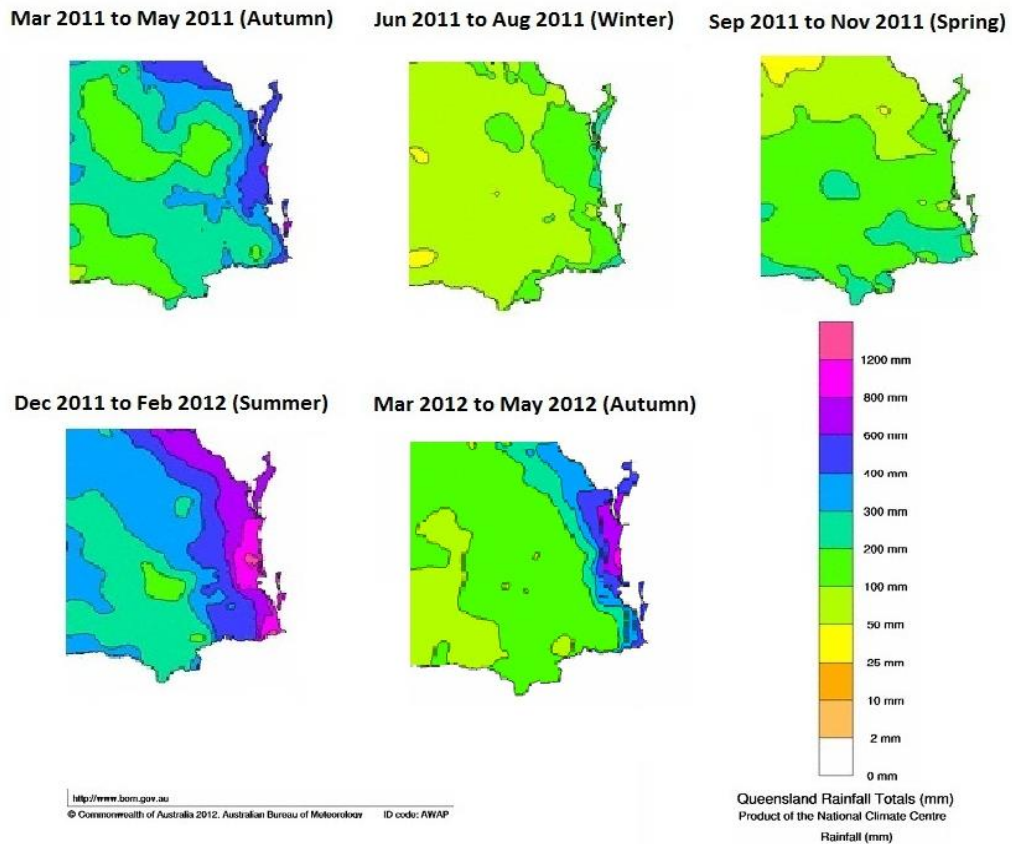 Mar 2011 to May 2011 (Autumn)
Jun 2011 to Aug 2011 (Winter)
Sep 2011 to Nov 2011 (Spring)
Dec 2011 to Feb 2012 (Summer)
Mar 2012 to May 2012 (Autumn)
1200 mm
800 mm
600 mm
400 mm
300 mm
200 mm
100 mm
50 mm
25 mm
10 mm
2 mm
0 mm
http://www.bom.gov.au
© Commonwealth of Australia 2012, Australian Bureau of Meteorology ID code: AWAP
Queensland Rainfall Totals (mm)
Product of the National Climate Centre
Rainfall (mm)